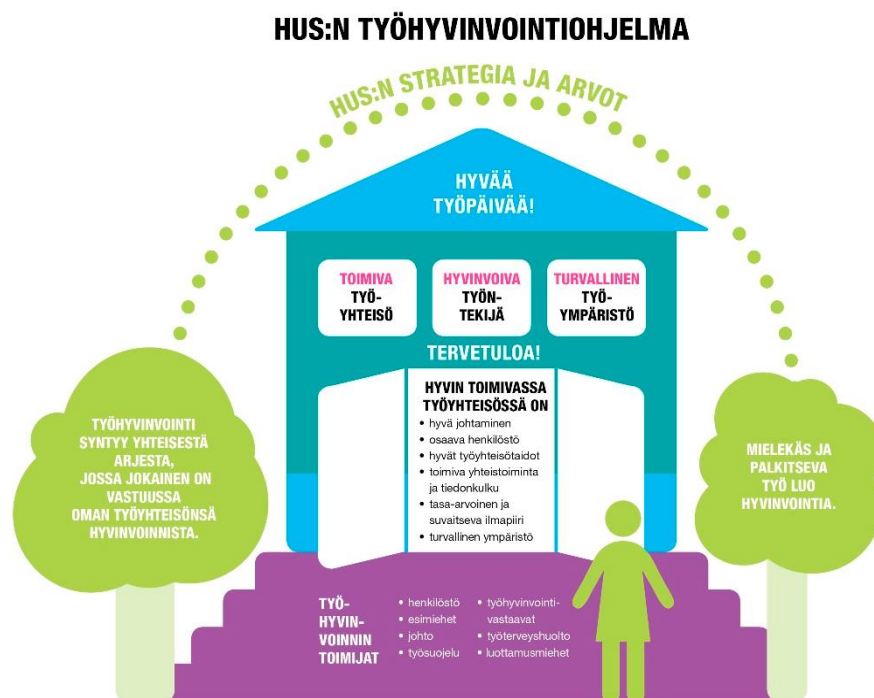 HUS:N TYÖHYVINVOINTIOHJELMA
HUS:N STRATEGIA JA ARVOT
HYVÄÄ
TYÖPÄIVÄÄ!
TOIMIVA
TYÖ-
YHTEISÖ
HYVINVOIVA
TYÖN-
TEKIJÄ
TURVALLINEN
TYÖ-
YMPÄRISTÖ
TERVETULOA!
HYVIN TOIMIVASSA
TYÖYHTEISÖSSÄ ON
• hyvä johtaminen
• osaava henkilöstö
• hyvät työyhteisötaidot
• toimiva yhteistoiminta
ja tiedonkulku
• tasa-arvoinen ja
suvaitseva ilmapiiri
• turvallinen ympäristö
TYÖHYVINVOINTI
SYNTYY YHTEISESTÄ
ARJESTA,
JOSSA JOKAINEN ON
VASTUUSSA
OMAN TYÖYHTEISÖNSÄ
HYVINVOINNISTA.
MIELEKÄS JA
PALKITSEVA
TYÖ LUO
HYVINVOINTIA.
TYÖ-
HYVIN-
VOINNIN
TOIMIJAT
• henkilöstö
• esimiehet
• johto
• työsuojelu
• työhyvinvointi-
vastaavat
• työterveyshuolto
• luottamusmiehet